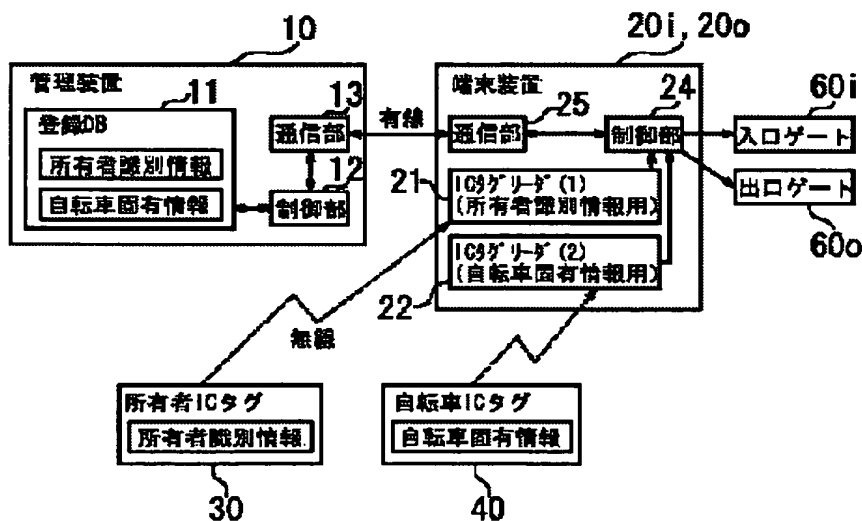 10
20i, 20o
管理装置
11
登録DB
所有者識別情報
自転車固有情報
13
通信部
12
制御部
有線
端末装置
25
通信部
24
制御部
21
ICタグリーダ(1)
(所有者識別情報用)
ICタグリーダ(2)
(自転車固有情報用)
22
60i
入口ゲート
出口ゲート
60o
無線
所有者ICタグ
所有者識別情報
30
自転車ICタグ
自転車固有情報
40